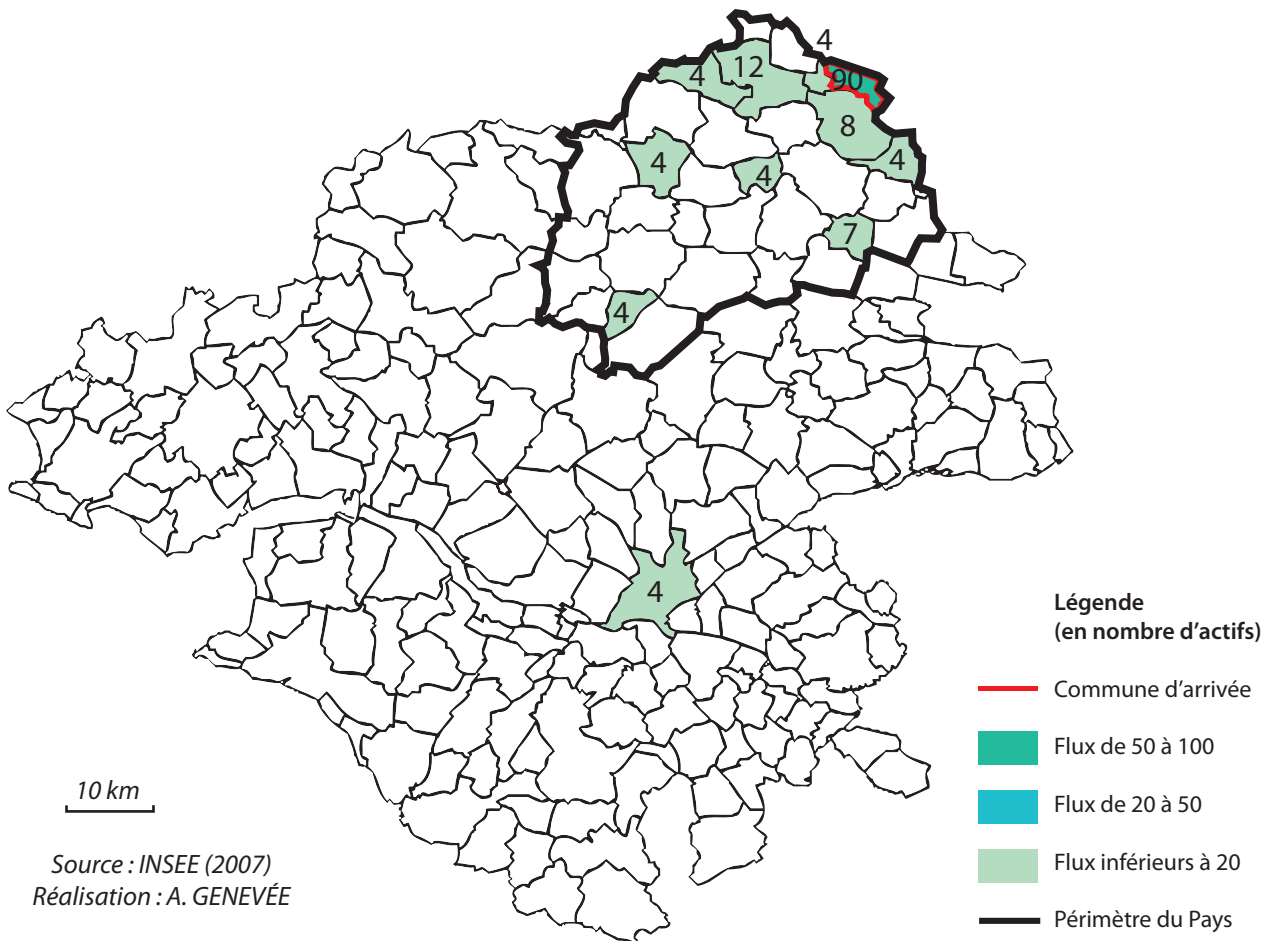 4
4
12
90
8
4
4
4
7
4
4
Légende
(en nombre d'actifs)
Commune d'arrivée
Flux de 50 à 100
Flux de 20 à 50
Flux inférieurs à 20
Périmètre du Pays
10 km
Source : INSEE (2007)
Réalisation : A. GENEVÉE